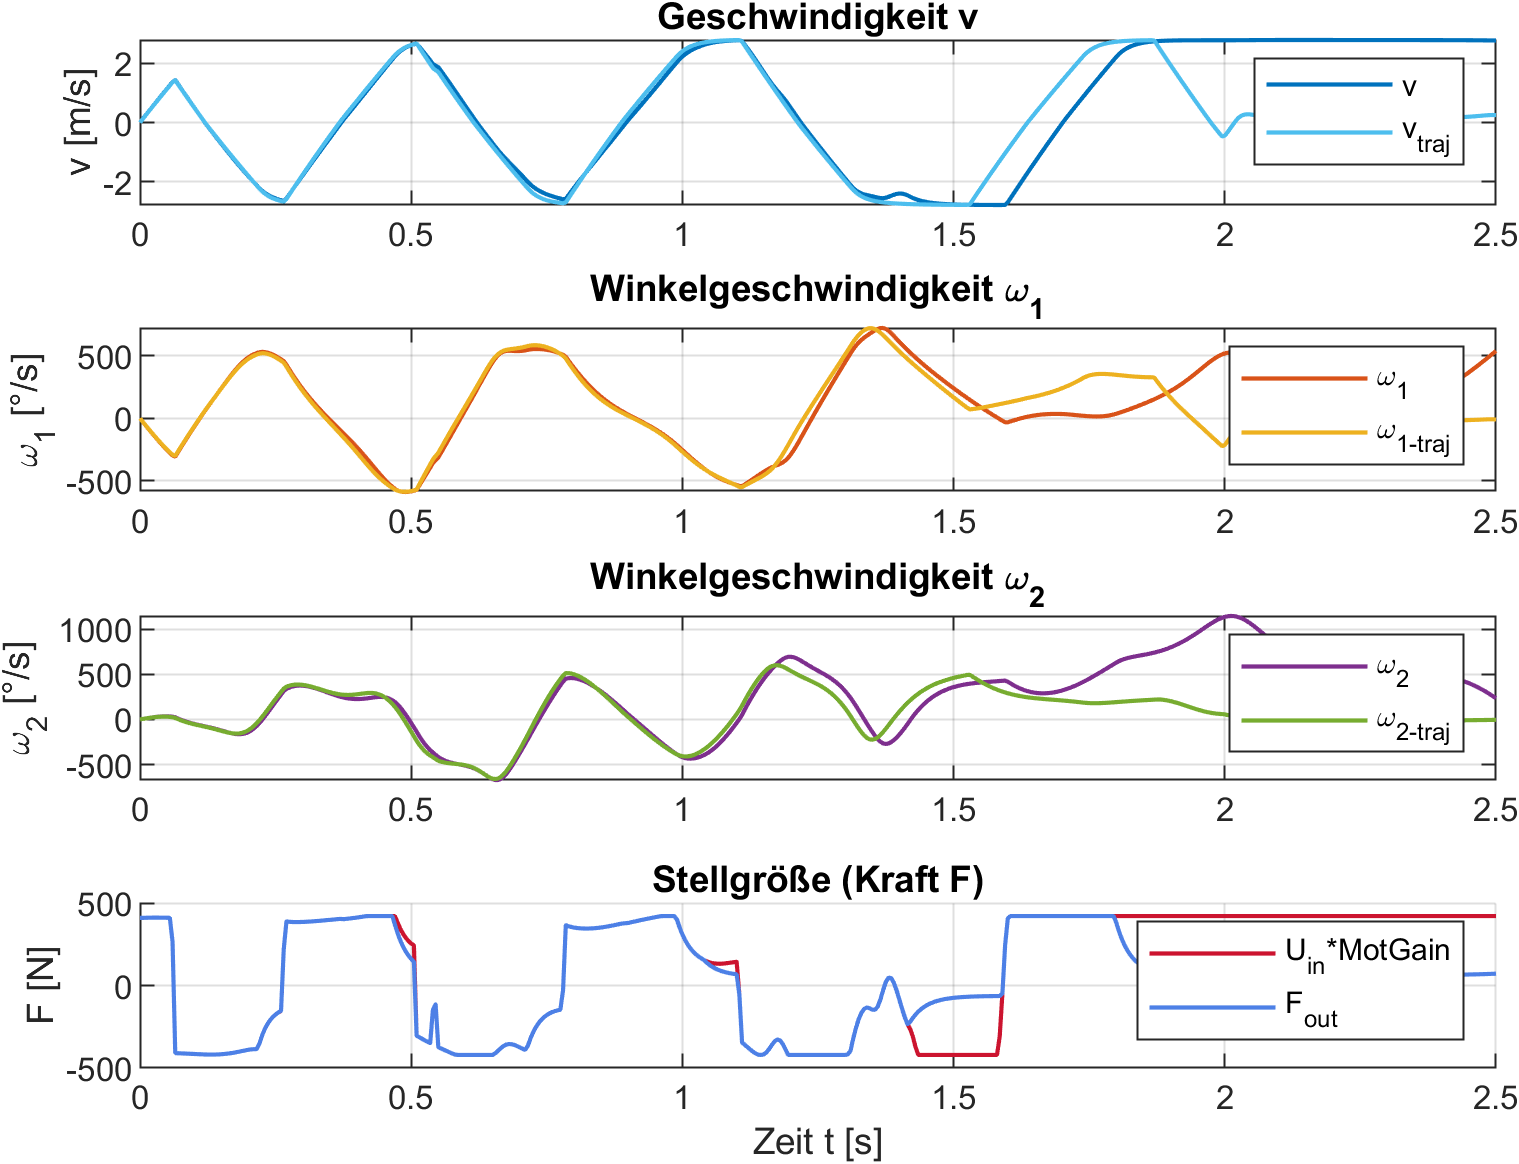 Geschwindigkeit v
v [m/s]
2
0
-2
v
v_traj
0 0.5 1 1.5 2 2.5
Winkelgeschwindigkeit ω_1
ω_1 [°/s]
500
0
-500
ω_1
ω_1-traj
0 0.5 1 1.5 2 2.5
Winkelgeschwindigkeit ω_2
ω_2 [°/s]
1000
500
0
-500
ω_2
ω_2-traj
0 0.5 1 1.5 2 2.5
Stellgröße (Kraft F)
F [N]
500
0
-500
U_in*MotGain
F_out
0 0.5 1 1.5 2 2.5
Zeit t [s]